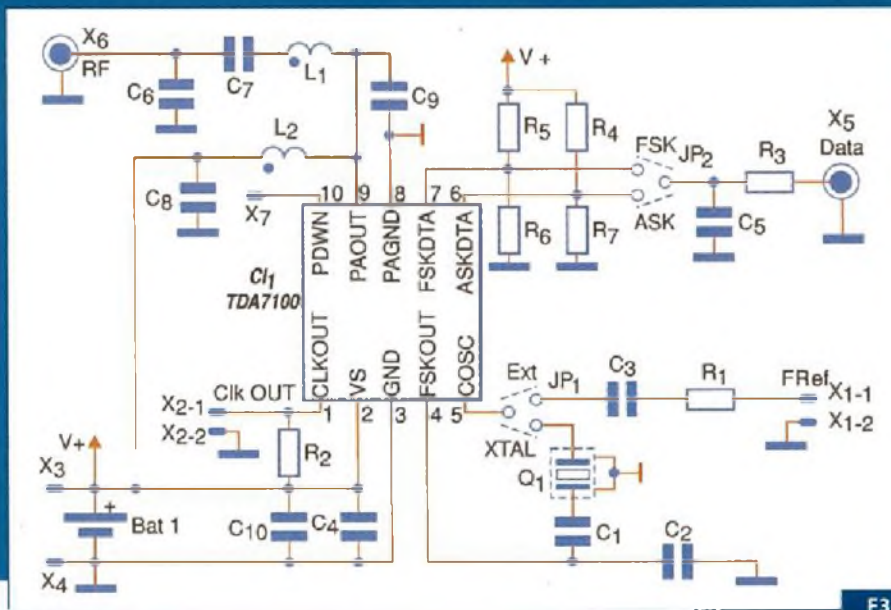 X6
RF
C6
C7
L1
C9
L2
C8
X7
V +
R5
R4
R6
R7
FSK
JP2
ASK
R3
C5
X5
Data
10 9 8 7 6
PDWN
PAOUT
PAGND
FSKDTA
ASKDTA
CI1
TDA7100
CLKOUT
VS
GND
FSKOUT
COSC
1 2 3 4 5
Clk OUT
X2-1
X2-2
R2
V+
X3
+
Bat 1
X4
C10
C4
Ext
JP1
XTAL
C3
R1
FRef
X1-1
X1-2
Q1
C1
C2
F3